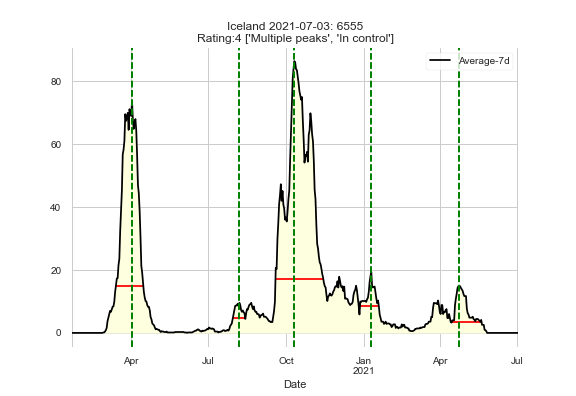 Iceland 2021-07-03: 6555
Rating:4 ['Multiple peaks', 'In control']
Average-7d
80
60
40
20
0
Apr
Jul
Oct
Jan
2021
Apr
Jul
Date